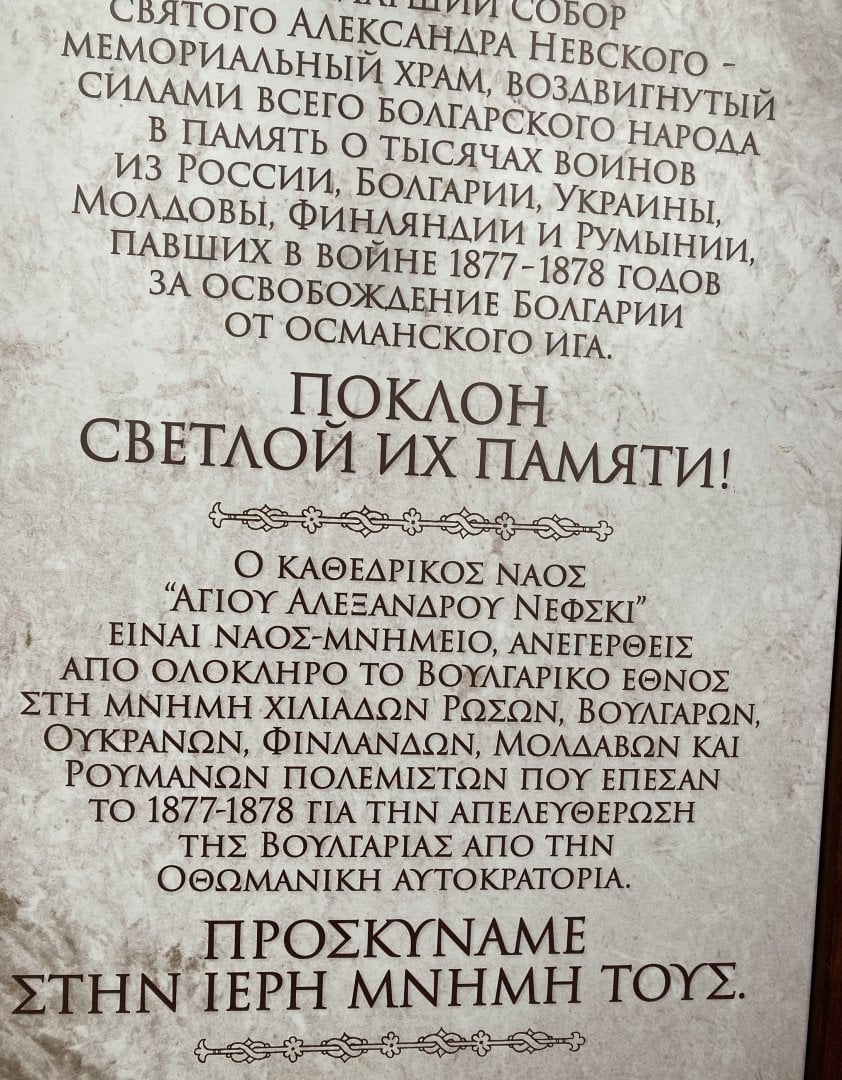 СОБОР
СВЯТОГО АЛЕКСАНДРА НЕВСКОГО –
МЕМОРИАЛЬНЫЙ ХРАМ, ВОЗДВИГНУТЫЙ
СИЛАМИ ВСЕГО БОЛГАРСКОГО НАРОДА
В ПАМЯТЬ О ТЫСЯЧАХ ВОИНОВ
ИЗ РОССИИ, БОЛГАРИИ, УКРАИНЫ,
МОЛДОВЫ, ФИНЛЯНДИИ И РУМЫНИИ,
ПАВШИХ В ВОЙНЕ 1877-1878 ГОДОВ
ЗА ОСВОБОЖДЕНИЕ БОЛГАРИИ
ОТ ОСМАНСКОГО ИГА.
ПОКЛОН
СВЕТЛОЙ ИХ ПАМЯТИ!
Ο ΚΑΘΕΔΡΙΚΟΣ ΝΑΟΣ
“ΑΓΙΟΥ ΑΛΕΞΑΝΔΡΟΥ ΝΕΦΣΚΙ”
ΕΙΝΑΙ ΝΑΟΣ-ΜΝΗΜΕΙΟ, ΑΝΕΓΕΡΘΕΙΣ
ΑΠΟ ΟΛΟΚΛΗΡΟ ΤΟ ΒΟΥΛΓΑΡΙΚΟ ΕΘΝΟΣ
ΣΤΗ ΜΝΗΜΗ ΧΙΛΙΑΔΩΝ ΡΩΣΩΝ, ΒΟΥΛΓΑΡΩΝ,
ΟΥΚΡΑΝΩΝ, ΦΙΝΛΑΝΔΩΝ, ΜΟΛΔΑΒΩΝ ΚΑΙ
ΡΟΥΜΑΝΩΝ ΠΟΛΕΜΙΣΤΩΝ ΠΟΥ ΕΠΕΣΑΝ
ΤΟ 1877-1878 ΓΙΑ ΤΗΝ ΑΠΕΛΕΥΘΕΡΩΣΗ
ΤΗΣ ΒΟΥΛΓΑΡΙΑΣ ΑΠΟ ΤΗΝ
ΟΘΩΜΑΝΙΚΗ ΑΥΤΟΚΡΑΤΟΡΙΑ.
ΠΡΟΣΚΥΝΑΜΕ
ΣΤΗΝ ΙΕΡΗ ΜΝΗΜΗ ΤΟΥΣ.